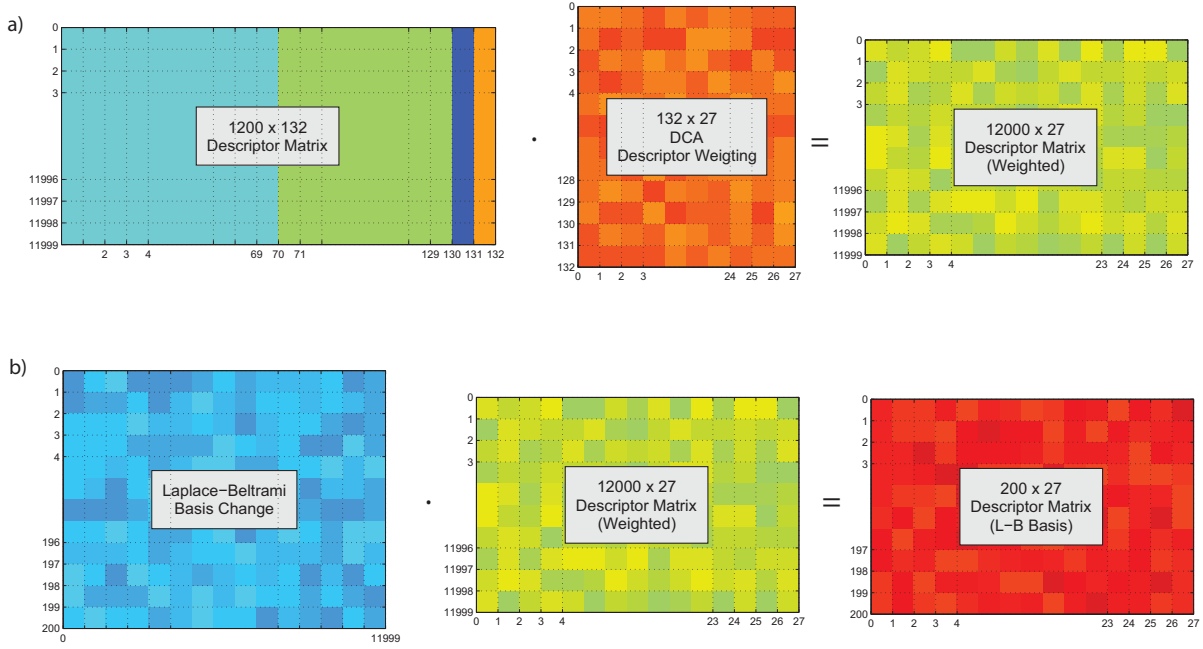 a)
0
1
2
3
11996
11997
11998
11999
2 3 4 69 70 71 129 130 131 132
1200 x 132
Descriptor Matrix
·
0
1
2
3
4
128
129
130
131
132
0 1 2 3 24 25 26 27
132 x 27
DCA
Descriptor Weigting
=
0
1
2
3
11996
11997
11998
11999
0 1 2 3 4 23 24 25 26 27
12000 x 27
Descriptor Matrix
(Weighted)
b)
0
1
2
3
4
196
197
198
199
200
0 11999
Laplace−Beltrami
Basis Change
·
0
1
2
3
11996
11997
11998
11999
0 1 2 3 4 23 24 25 26 27
12000 x 27
Descriptor Matrix
(Weighted)
=
0
1
2
3
197
198
199
200
0 1 2 3 4 23 24 25 26 27
200 x 27
Descriptor Matrix
(L−B Basis)